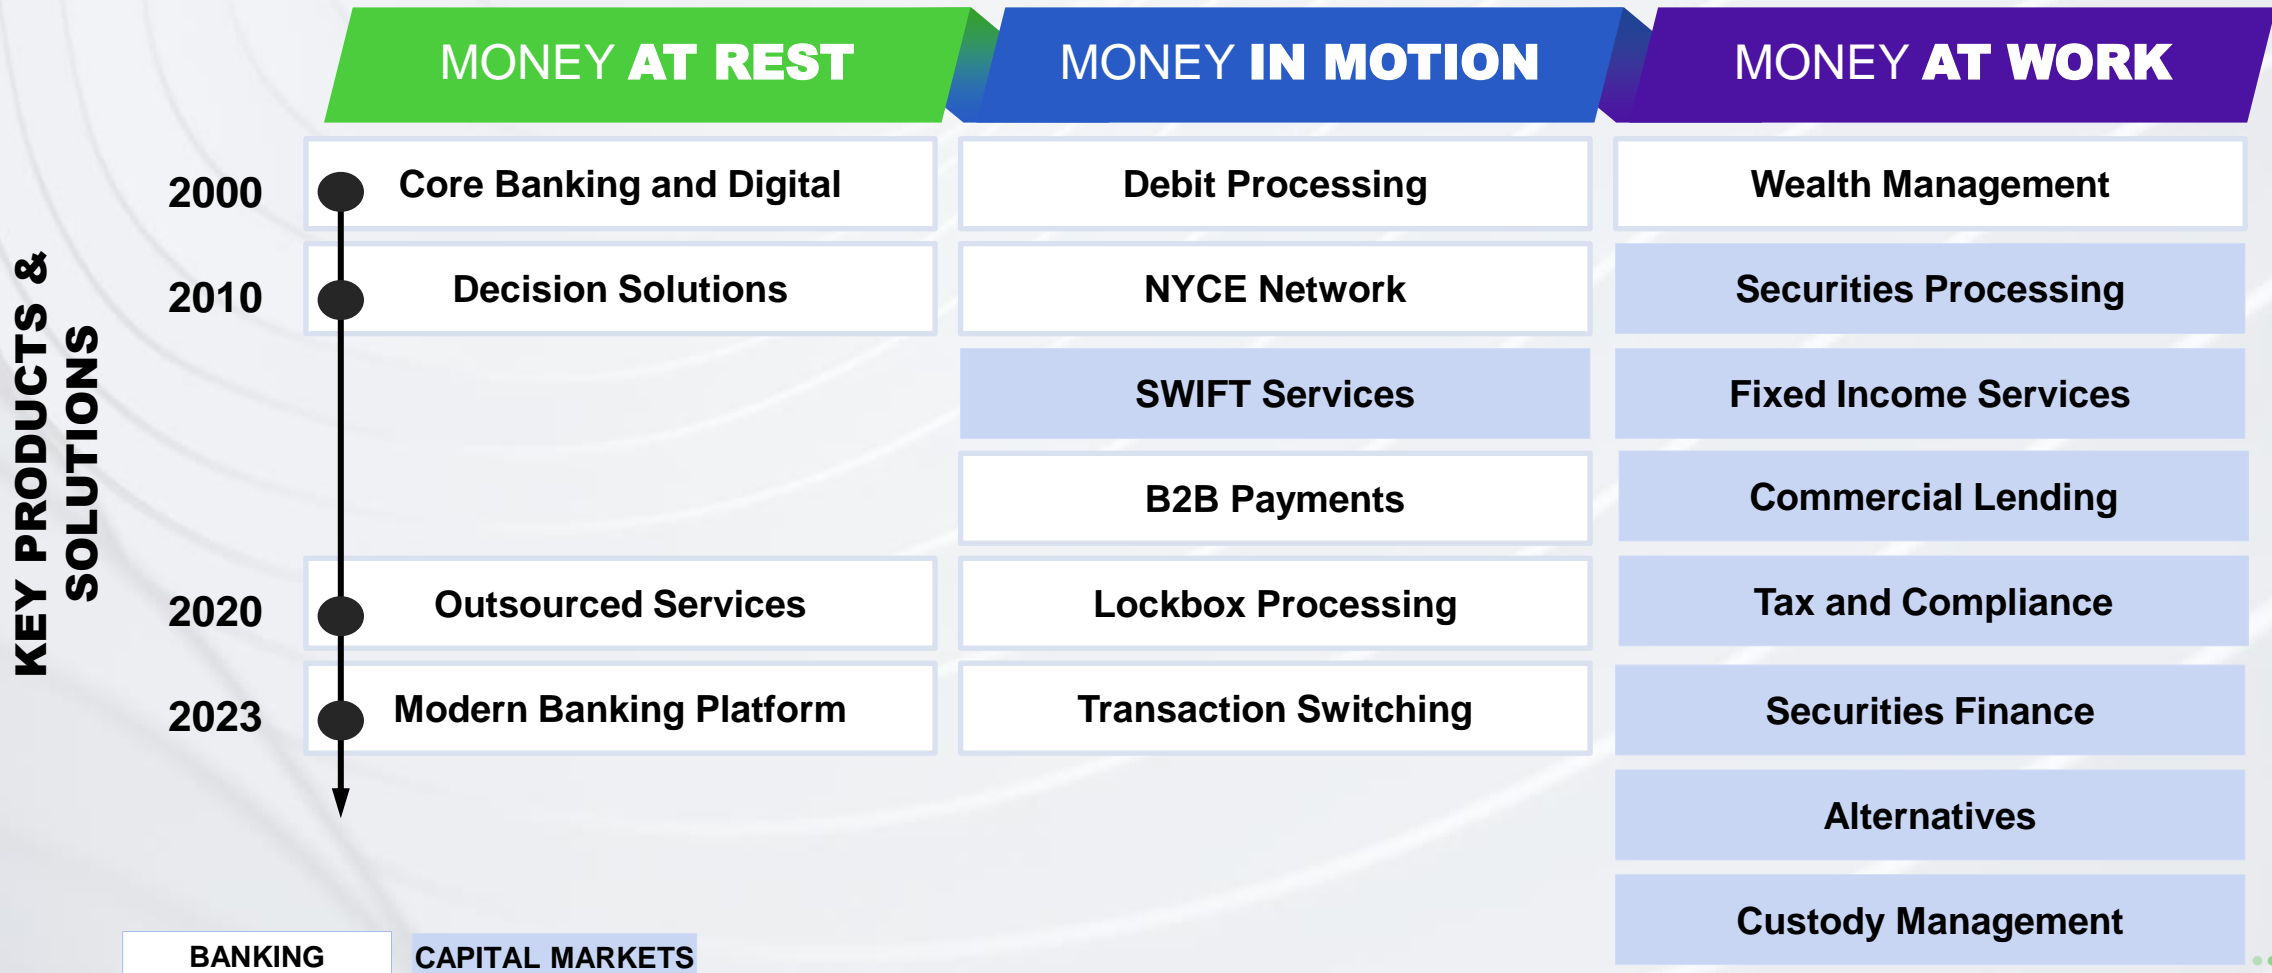 MONEY AT REST
MONEY IN MOTION
MONEY AT WORK
KEY PRODUCTS &
SOLUTIONS
2000
Core Banking and Digital
Debit Processing
Wealth Management
2010
Decision Solutions
NYCE Network
Securities Processing
SWIFT Services
Fixed Income Services
B2B Payments
Commercial Lending
2020
Outsourced Services
Lockbox Processing
Tax and Compliance
2023
Modern Banking Platform
Transaction Switching
Securities Finance
Alternatives
Custody Management
BANKING
CAPITAL MARKETS